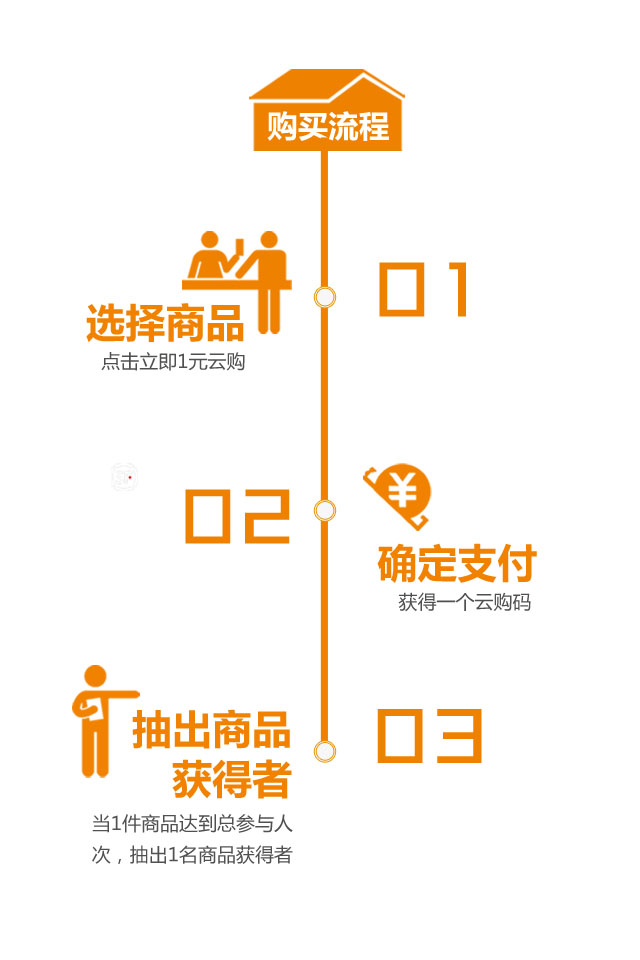 购买流程
01
选择商品
点击立即1元云购
02
¥
确定支付
获得一个云购码
03
抽出商品
获得者
当1件商品达到总参与人
次，抽出1名商品获得者